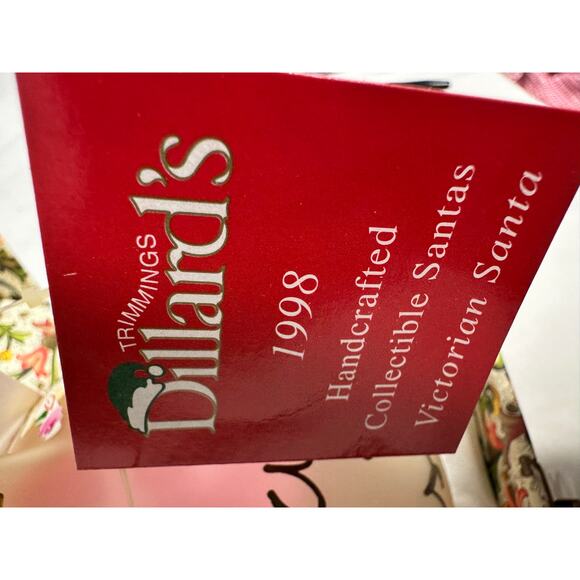 TRIMMINGS
Dillard's
1998
Handcrafted
Collectible Santas
Victorian Santa